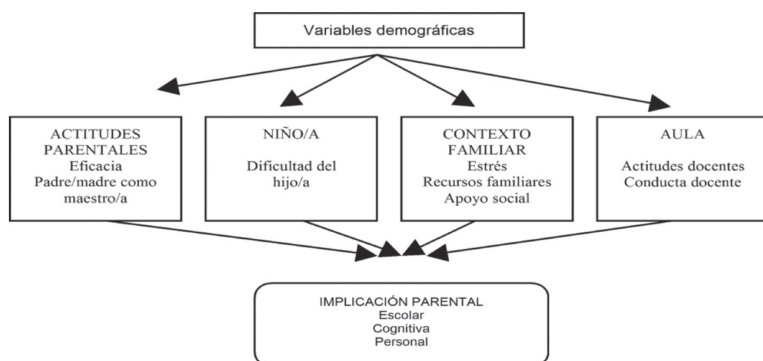 Variables demográficas
ACTITUDES
PARENTALES
Eficacia
Padre/madre como
maestro/a
NIÑO/A
Dificultad del
hijo/a
CONTEXTO
FAMILIAR
Estrés
Recursos familiares
Apoyo social
AULA
Actitudes docentes
Conducta docente
IMPLICACIÓN PARENTAL
Escolar
Cognitiva
Personal